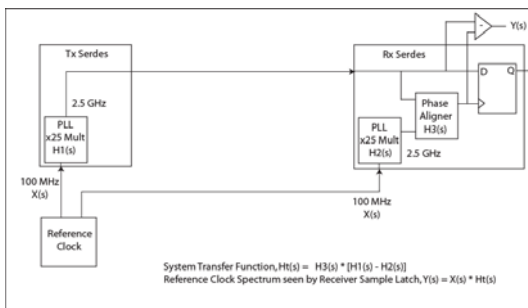 Y(s)
Tx Serdes
Rx Serdes
-
2.5 GHz
D
Q
PLL
x25 Mult
H1(s)
Phase
Aligner
H3(s)
PLL
x25 Mult
H2(s)
2.5 GHz
100 MHz
X(s)
100 MHz
X(s)
Reference
Clock
System Transfer Function, Ht(s) = H3(s) * [H1(s) - H2(s)]
Reference Clock Spectrum seen by Receiver Sample Latch, Y(s) = X(s) * Ht(s)